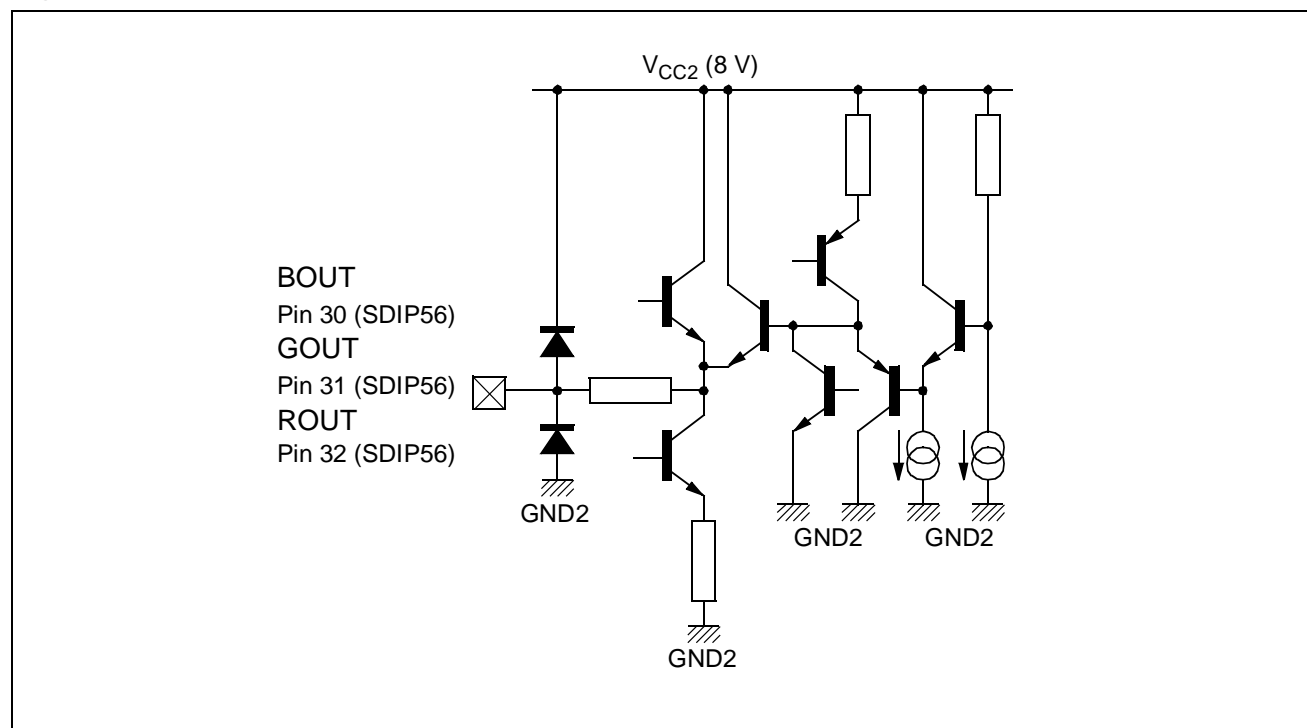 V_CC2 (8 V)
BOUT
Pin 30 (SDIP56)
GOUT
Pin 31 (SDIP56)
ROUT
Pin 32 (SDIP56)
GND2
GND2
GND2
GND2